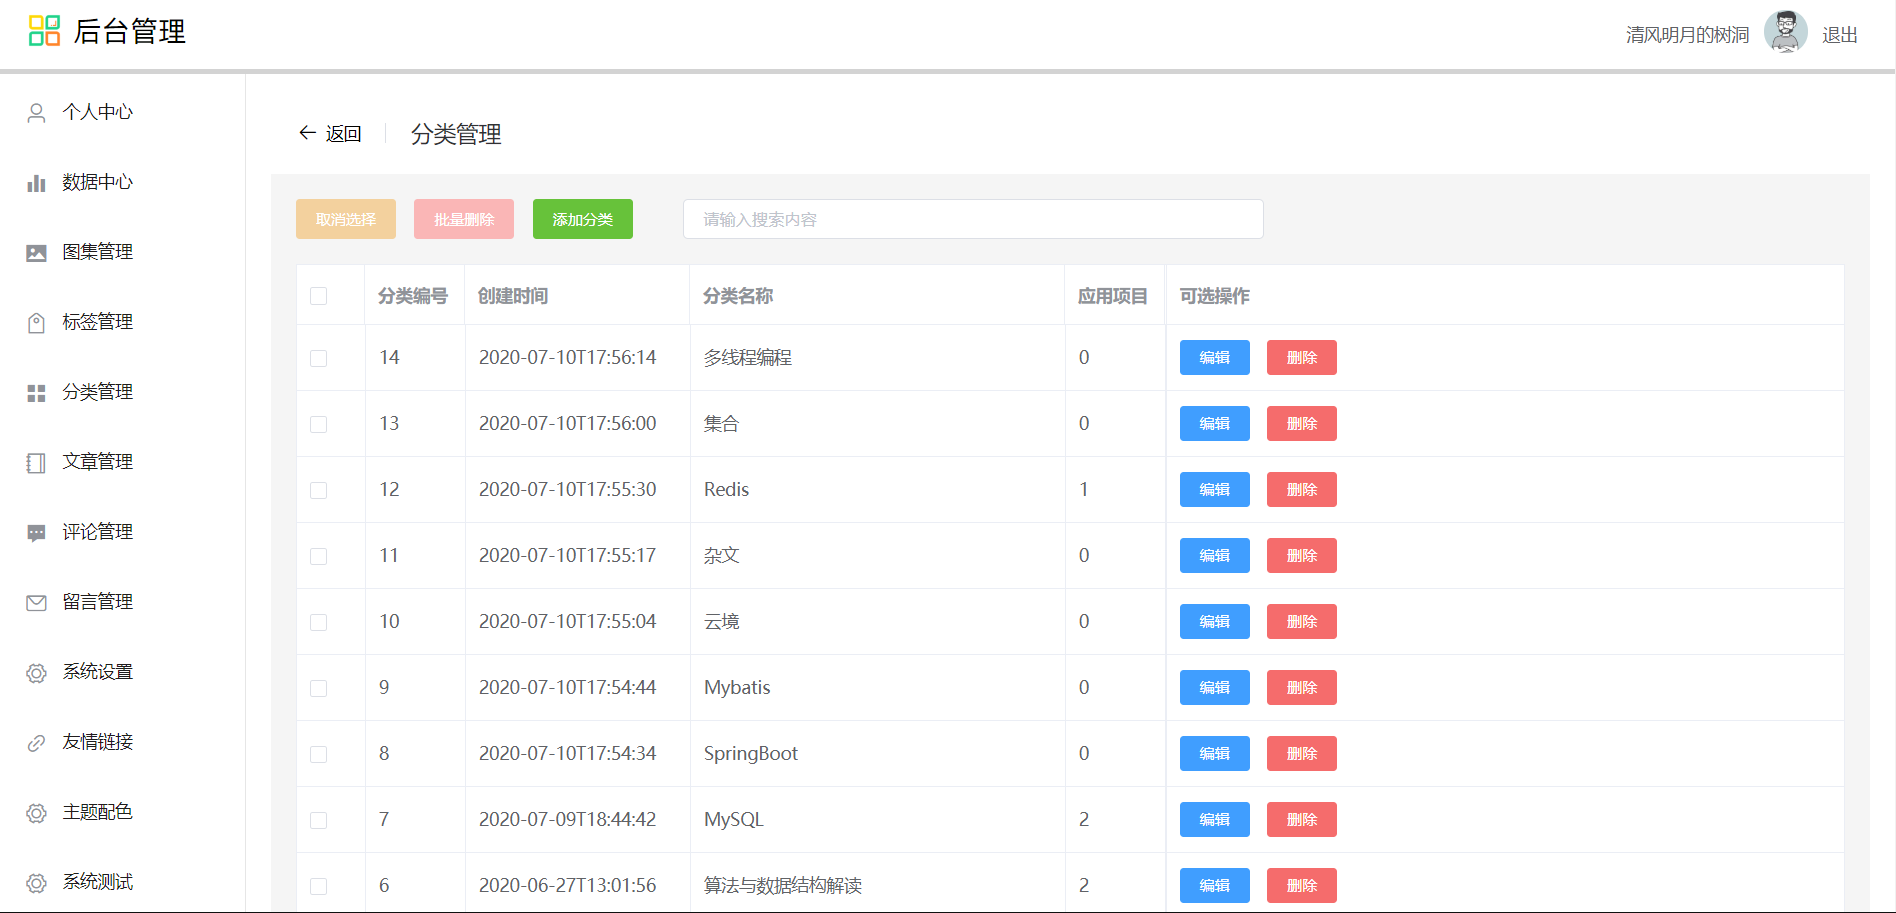 后台管理
清风明月的树洞 退出
个人中心
数据中心
图集管理
标签管理
分类管理
文章管理
评论管理
留言管理
系统设置
友情链接
主题配色
系统测试
返回 分类管理
取消选择 批量删除 添加分类 请输入搜索内容
分类编号 创建时间 分类名称 应用项目 可选操作
14 2020-07-10T17:56:14 多线程编程 0 编辑 删除
13 2020-07-10T17:56:00 集合 0 编辑 删除
12 2020-07-10T17:55:30 Redis 1 编辑 删除
11 2020-07-10T17:55:17 杂文 0 编辑 删除
10 2020-07-10T17:55:04 云境 0 编辑 删除
9 2020-07-10T17:54:44 Mybatis 0 编辑 删除
8 2020-07-10T17:54:34 SpringBoot 0 编辑 删除
7 2020-07-09T18:44:42 MySQL 2 编辑 删除
6 2020-06-27T13:01:56 算法与数据结构解读 2 编辑 删除